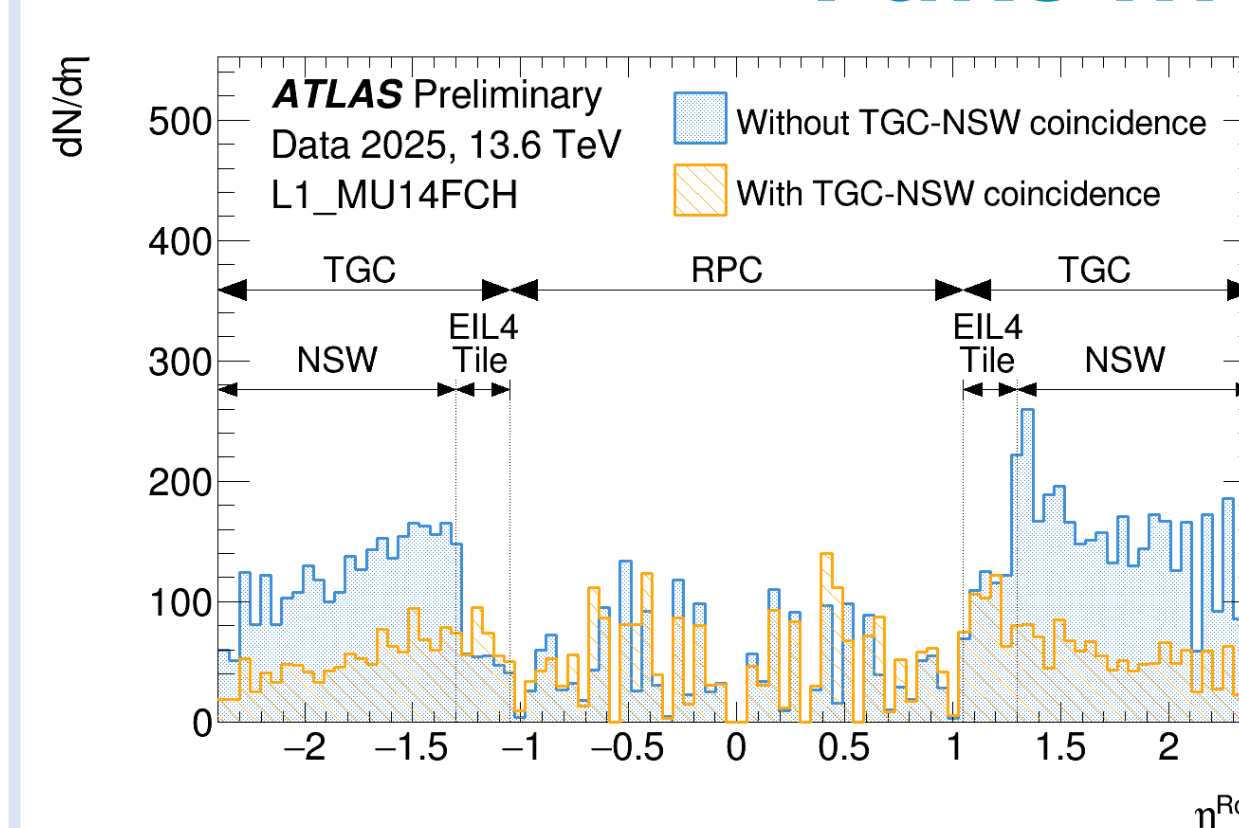 dN/dη
ATLAS Preliminary
Data 2025, 13.6 TeV
L1_MU14FCH
Without TGC-NSW coincidence
With TGC-NSW coincidence
500
400
300
200
100
0
TGC
RPC
TGC
NSW
EIL4
Tile
EIL4
Tile
NSW
−2
−1.5
−1
−0.5
0
0.5
1
1.5
2